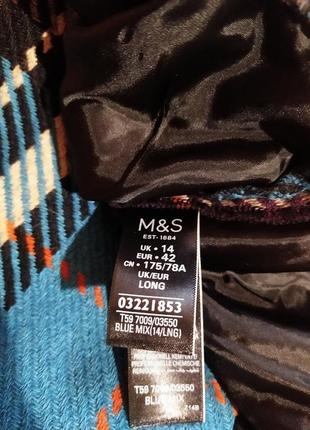 M&S
EST·1884
UK • 14
EUR • 42
CN • 175/78A
UK/EUR
LONG
03221853
T59 7009/03550
BLUE MIX(14/LNG)
T59 7009/03550
BLUE MIX